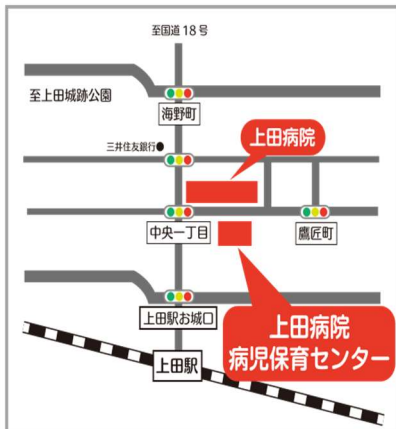 至国道18号
至上田城跡公園
海野町
三井住友銀行
上田病院
中央一丁目
鷹匠町
上田駅お城口
上田病院
病児保育センター
上田駅